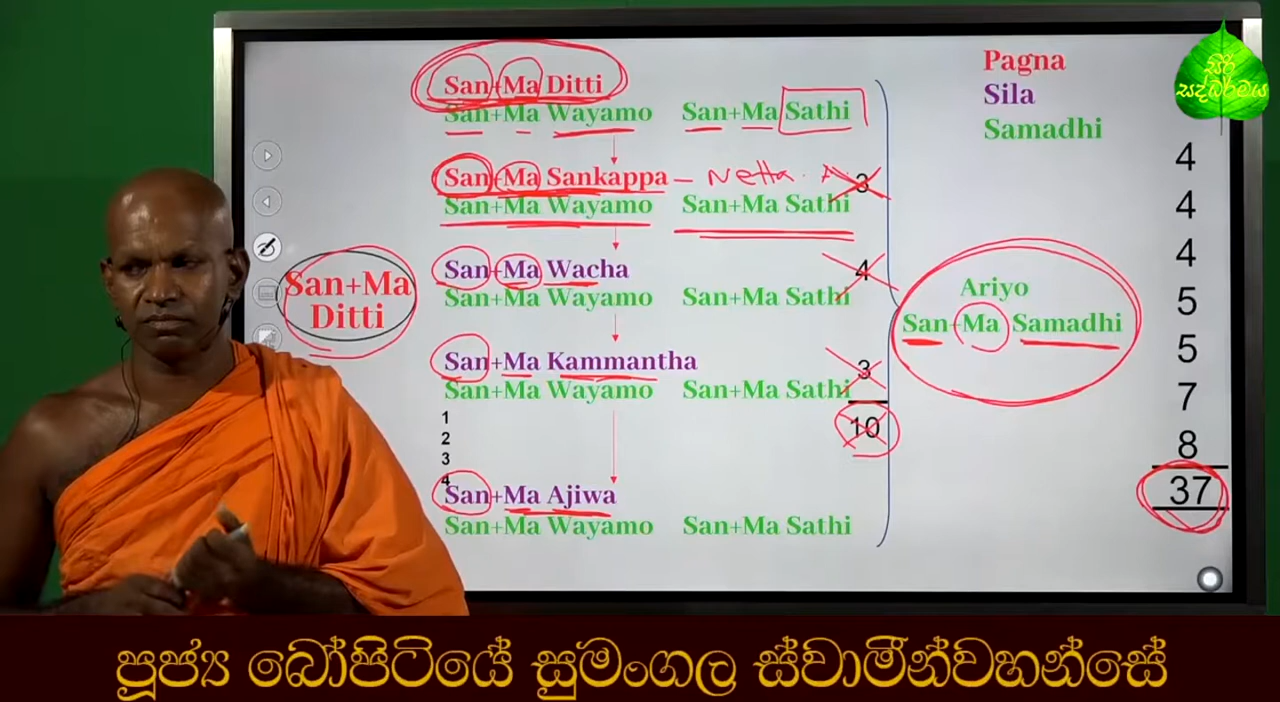 San+Ma Ditti
San+Ma Wayamo San+Ma Sathi
San+Ma Sankappa – Netta.
3
San+Ma Wayamo San+Ma Sathi
San+Ma Wacha
4
San+Ma Wayamo San+Ma Sathi
San+Ma Kammantha
3
San+Ma Wayamo San+Ma Sathi
10
1
2
3
4
San+Ma Ajiwa
San+Ma Wayamo San+Ma Sathi
San+Ma
Ditti
Ariyo
San+Ma Samadhi
Pagna
Sila
Samadhi
4
4
4
5
5
7
8
37
සිරි
සද්ධර්මය
පූජ්‍ය බෝපිටියේ සුමංගල ස්වාමීන්වහන්සේ